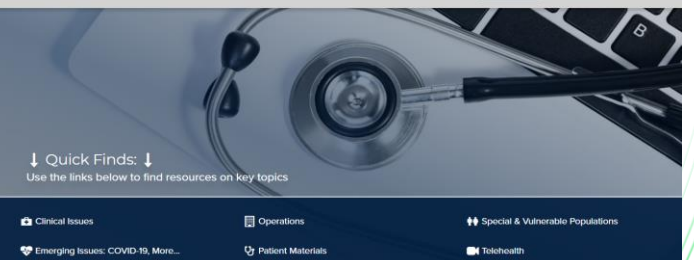 B
Quick Finds:
Use the links below to find resources on key topics
Clinical Issues
Operations
Special & Vulnerable Populations
Emerging Issues: COVID-19, More...
Patient Materials
Telehealth